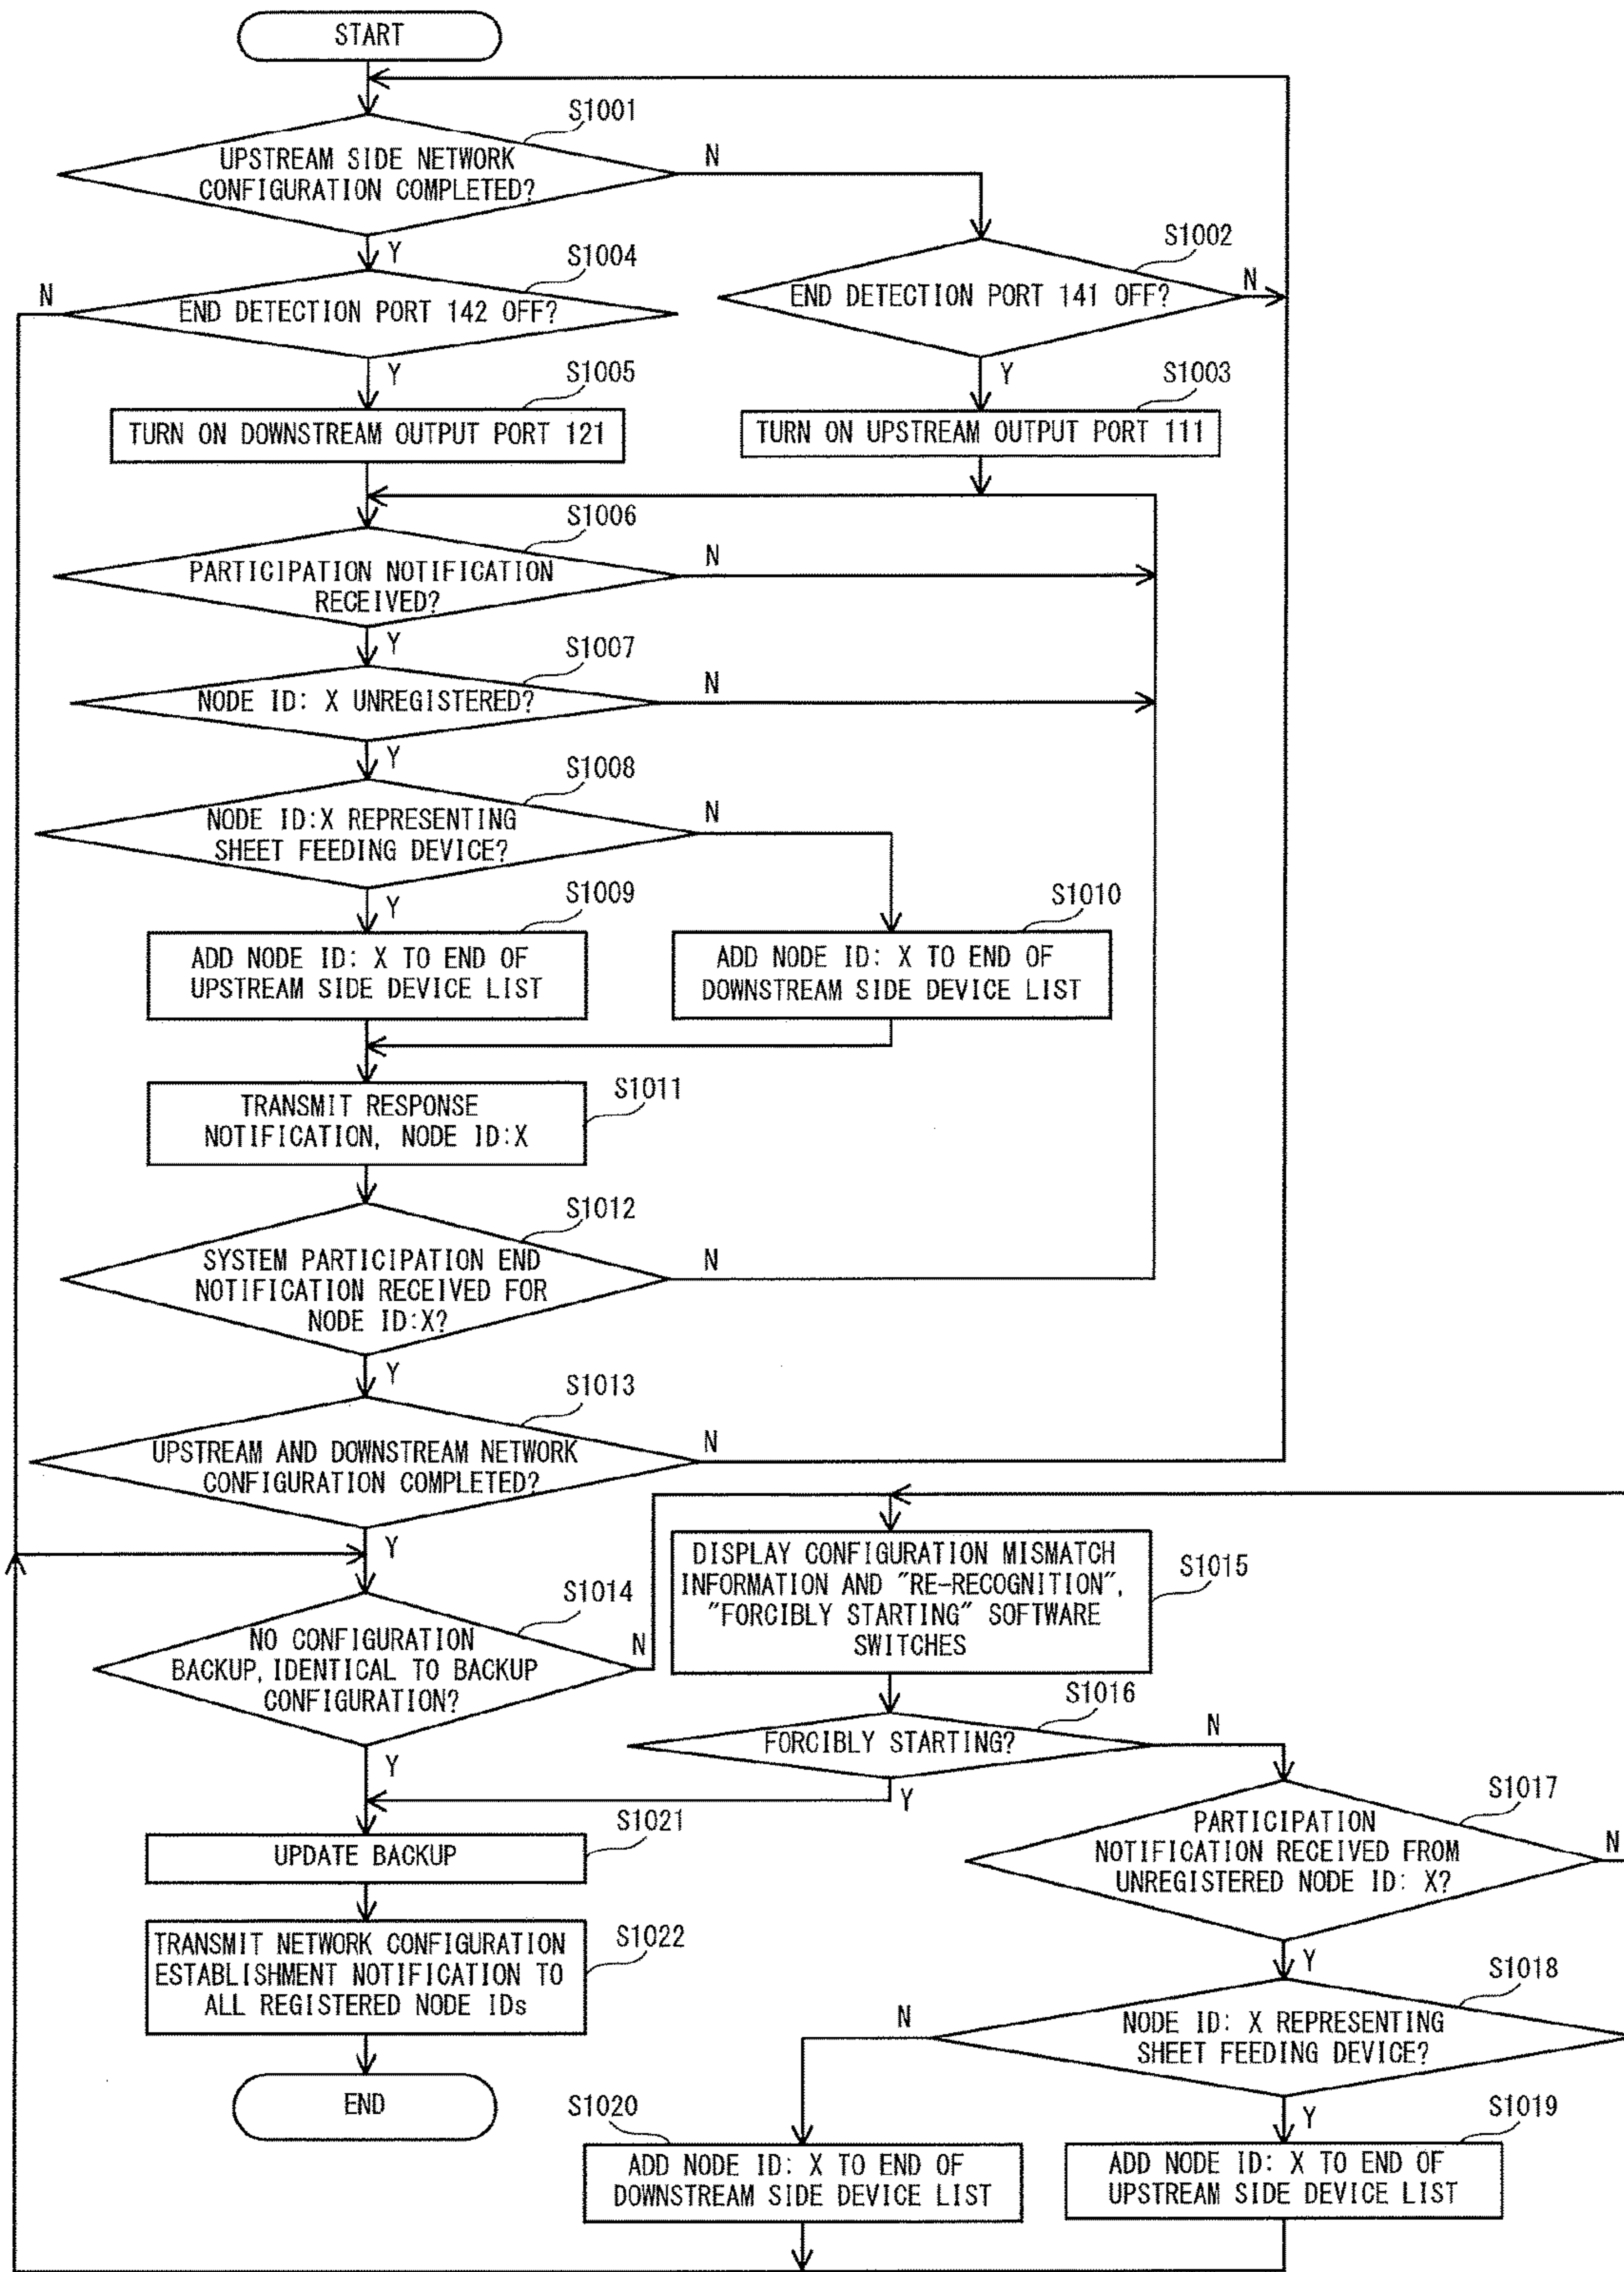 START
S1001
UPSTREAM SIDE NETWORK
CONFIGURATION COMPLETED?
N
Y
S1002
END DETECTION PORT 141 OFF?
N
Y
S1004
N
END DETECTION PORT 142 OFF?
Y
S1003
TURN ON UPSTREAM OUTPUT PORT 111
S1005
TURN ON DOWNSTREAM OUTPUT PORT 121
S1006
PARTICIPATION NOTIFICATION
RECEIVED?
N
Y
S1007
NODE ID: X UNREGISTERED?
N
Y
S1008
NODE ID:X REPRESENTING
SHEET FEEDING DEVICE?
N
Y
S1009
ADD NODE ID: X TO END OF
UPSTREAM SIDE DEVICE LIST
S1010
ADD NODE ID: X TO END OF
DOWNSTREAM SIDE DEVICE LIST
S1011
TRANSMIT RESPONSE
NOTIFICATION, NODE ID:X
S1012
SYSTEM PARTICIPATION END
NOTIFICATION RECEIVED FOR
NODE ID:X?
N
Y
S1013
UPSTREAM AND DOWNSTREAM NETWORK
CONFIGURATION COMPLETED?
N
Y
S1014
NO CONFIGURATION
BACKUP, IDENTICAL TO BACKUP
CONFIGURATION?
N
Y
S1015
DISPLAY CONFIGURATION MISMATCH
INFORMATION AND "RE-RECOGNITION",
"FORCIBLY STARTING" SOFTWARE
SWITCHES
S1016
FORCIBLY STARTING?
N
Y
S1017
PARTICIPATION
NOTIFICATION RECEIVED FROM
UNREGISTERED NODE ID: X?
N
Y
S1021
UPDATE BACKUP
S1022
TRANSMIT NETWORK CONFIGURATION
ESTABLISHMENT NOTIFICATION TO
ALL REGISTERED NODE IDs
END
S1018
NODE ID: X REPRESENTING
SHEET FEEDING DEVICE?
N
Y
S1020
ADD NODE ID: X TO END OF
DOWNSTREAM SIDE DEVICE LIST
S1019
ADD NODE ID: X TO END OF
UPSTREAM SIDE DEVICE LIST